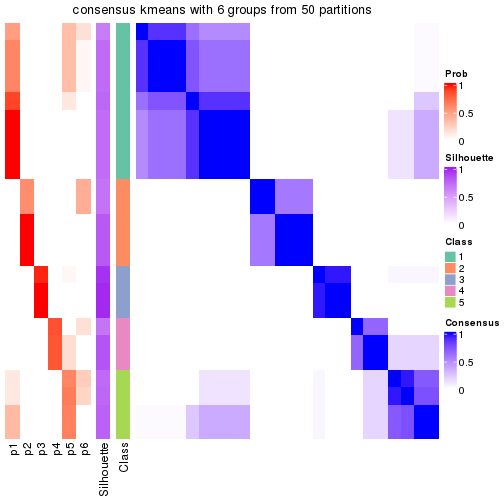 consensus kmeans with 6 groups from 50 partitions
Prob
1
0.5
0
Silhouette
1
0.5
0
Class
1
2
3
4
5
Consensus
1
0.5
0
p1
p2
p3
p4
p5
p6
Silhouette
Class